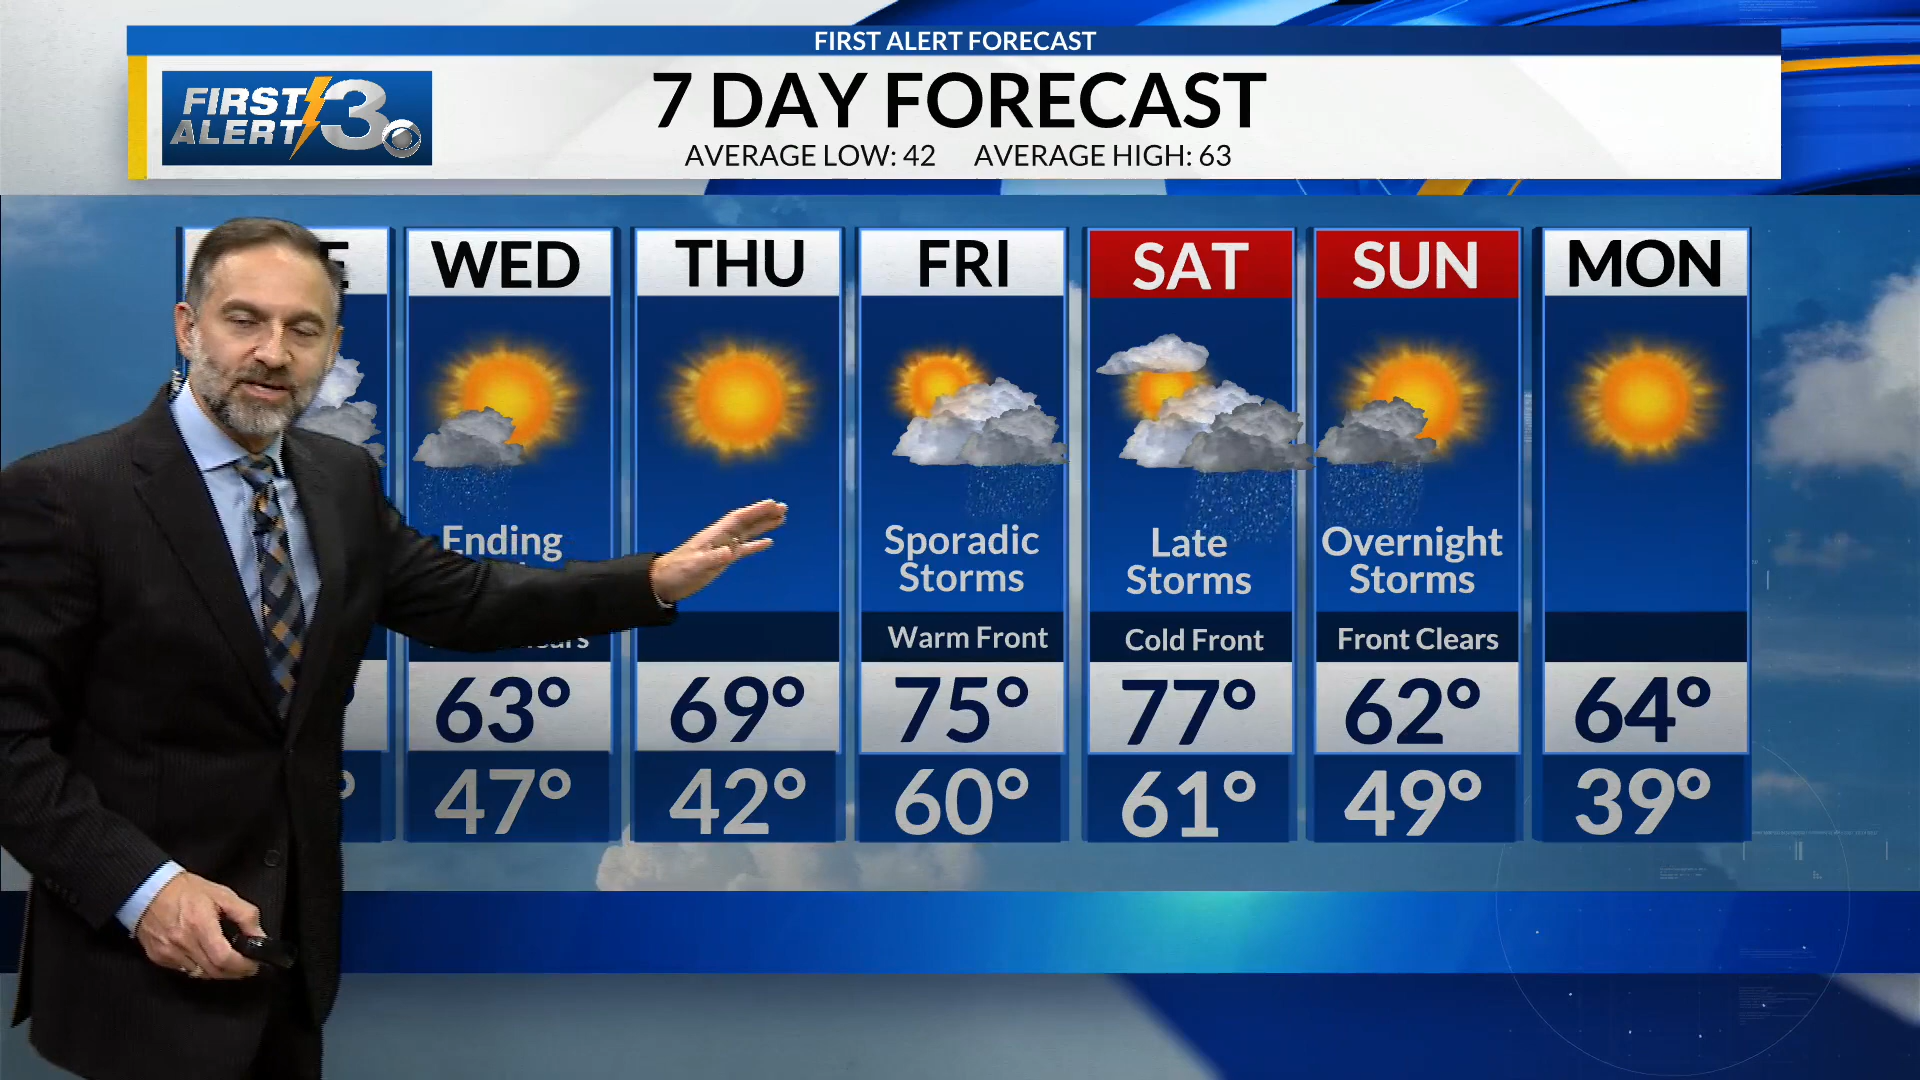 FIRST ALERT FORECAST
FIRST
ALERT
3
7 DAY FORECAST
AVERAGE LOW: 42 AVERAGE HIGH: 63
WED
THU
FRI
SAT
SUN
MON
Ending
Sporadic
Storms
Late
Storms
Overnight
Storms
Warm Front
Cold Front
Front Clears
63°
69°
75°
77°
62°
64°
47°
42°
60°
61°
49°
39°